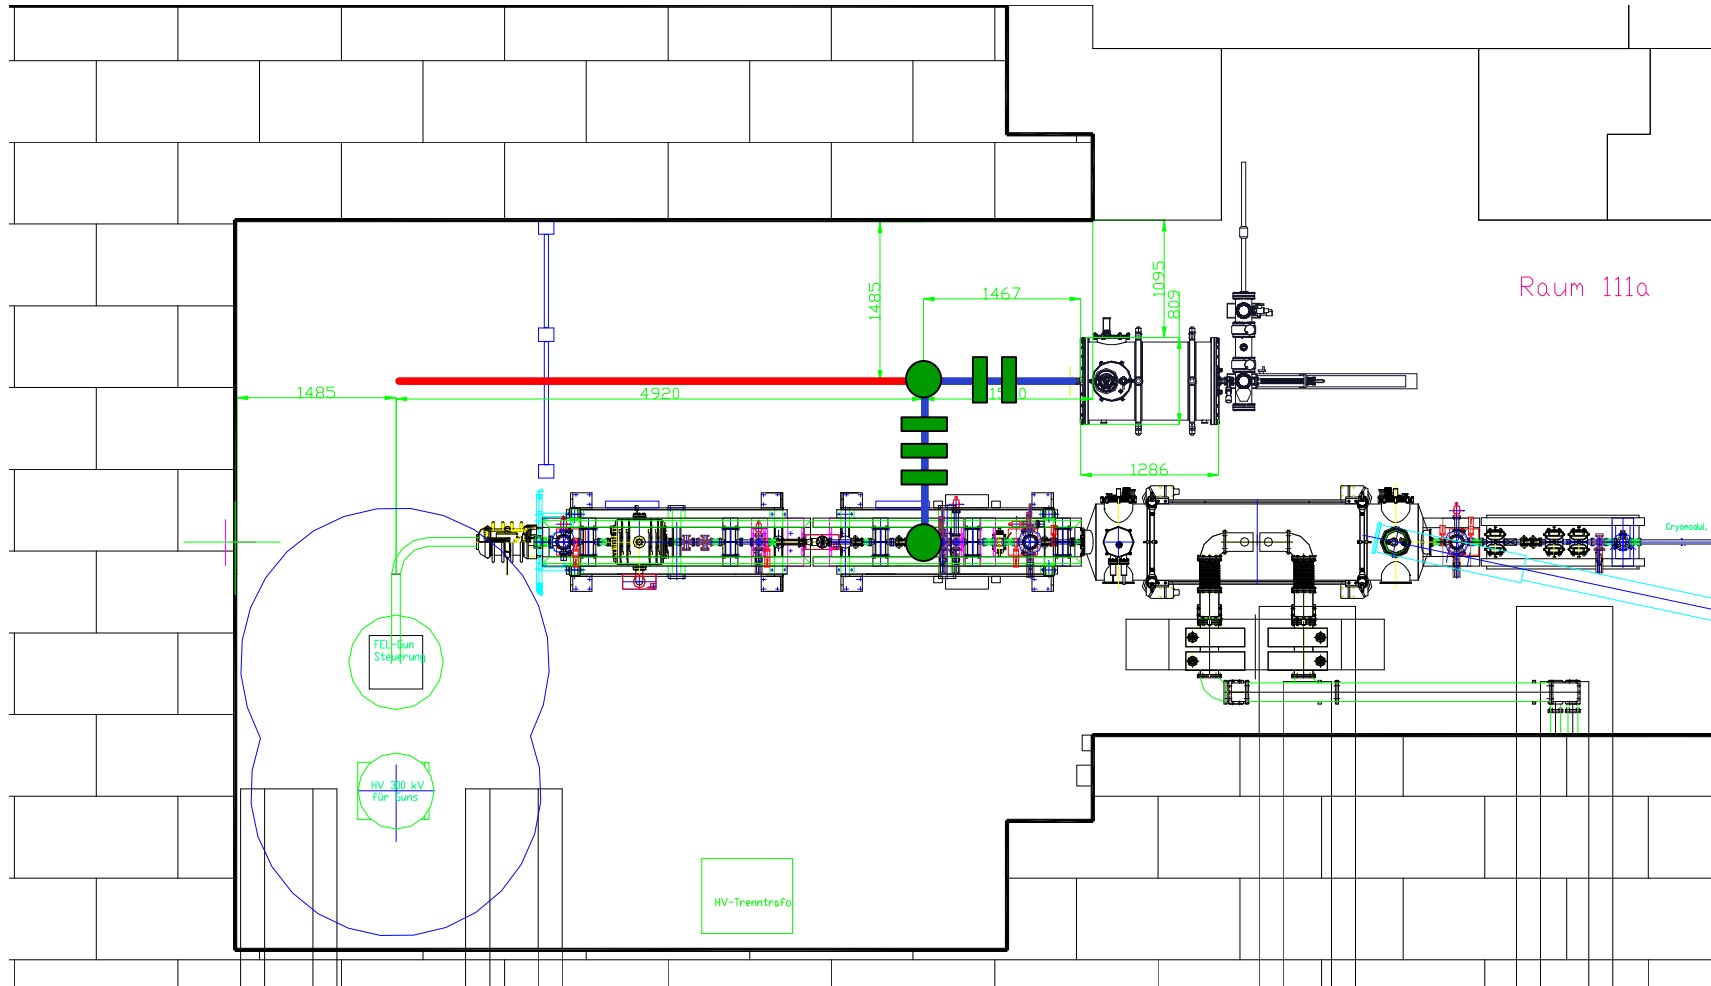 Raum 111a
1095
1485
1467
809
1485
4920
1286
Cryomodul,
FEL-Gun
Steuerung
HV 300 kV
für Guns
HV-Trenntrafo